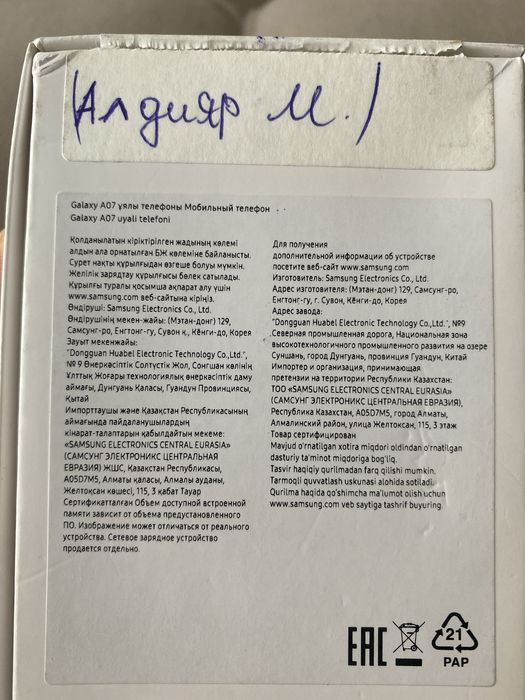 (Алдияр М.)
Galaxy A07 ұялы телефоны Мобильный телефон . .
Galaxy A07 uyali telefoni
Қолданылатын кіріктірілген жадының көлемі
алдын ала орнатылған БЖ көлеміне байланысты.
Сурет нақты құрылғыдан өзгеше болуы мүмкін.
Желілік зарядтау құрылғысы бөлек сатылады.
Құрылғы туралы қосымша ақпарат алу үшін
www.samsung.com веб-сайтына кіріңіз.
Өндіруші: Samsung Electronics Co., Ltd.
Өндірушінің мекен-жайы: (Мэтан-донг) 129,
Самсунг-ро, Енгтонг-гу, Сувон қ., Кёнги-до, Корея
Зауыт мекенжайы:
"Dongguan Huabel Electronic Technology Co.,Ltd.",
№ 9 Өнеркәсіптік Солтүстік Жол, Соңгшан көлінің
Ұлттық Жоғары технологиялық өнеркәсіптік даму
аймағы, Дунгуань Қаласы, Гуандун Провинциясы,
Қытай
Импорттаушы және Қазақстан Республикасының
аймағында пайдаланушылардың
кінарат-талаптарын қабылдайтын мекеме:
«SAMSUNG ELECTRONICS CENTRAL EURASIA»
(САМСУНГ ЭЛЕКТРОНИКС ЦЕНТРАЛЬНАЯ
ЕВРАЗИЯ) ЖШС, Қазақстан Республикасы,
A05D7M5, Алматы қаласы, Алмалы ауданы,
Желтоқсан көшесі, 115, 3 қабат Тауар
Сертификатталған Объем доступной встроенной
памяти зависит от объема предустановленного
ПО. Изображение может отличаться от реального
устройства. Сетевое зарядное устройство
продается отдельно.
Для получения
дополнительной информации об устройстве
посетите веб-сайт www.samsung.com
Изготовитель: Samsung Electronics Co., Ltd.
Адрес изготовителя: (Мэтан-донг) 129, Самсунг-ро,
Енгтонг-гу, г. Сувон, Кёнги-до, Корея
Адрес завода:
"Dongguan Huabel Electronic Technology Co.,Ltd.", №9
Северная промышленная дорога, Национальная зона
высокотехнологичного промышленного развития на озере
Суншань, город Дунгуань, провинция Гуандун, Китай
Импортер и организация, принимающая
претензии на территории Республики Казахстан:
ТОО «SAMSUNG ELECTRONICS CENTRAL EURASIA»
(САМСУНГ ЭЛЕКТРОНИКС ЦЕНТРАЛЬНАЯ ЕВРАЗИЯ),
Республика Казахстан, A05D7M5, город Алматы,
Алмалинский район, улица Желтоксан, 115, 3 этаж
Товар сертифицирован
Mavjud o'rnatilgan xotira miqdori oldindan o'rnatilgan
dasturiy ta'minot miqdoriga bog'liq.
Tasvir haqiqiy qurilmadan farq qilishi mumkin.
Tarmoqli quvvatlash uskunasi alohida sotiladi.
Qurilma haqida qo'shimcha ma'lumot olish uchun
www.samsung.com veb saytiga tashrif buyuring.
EAC
21
PAP